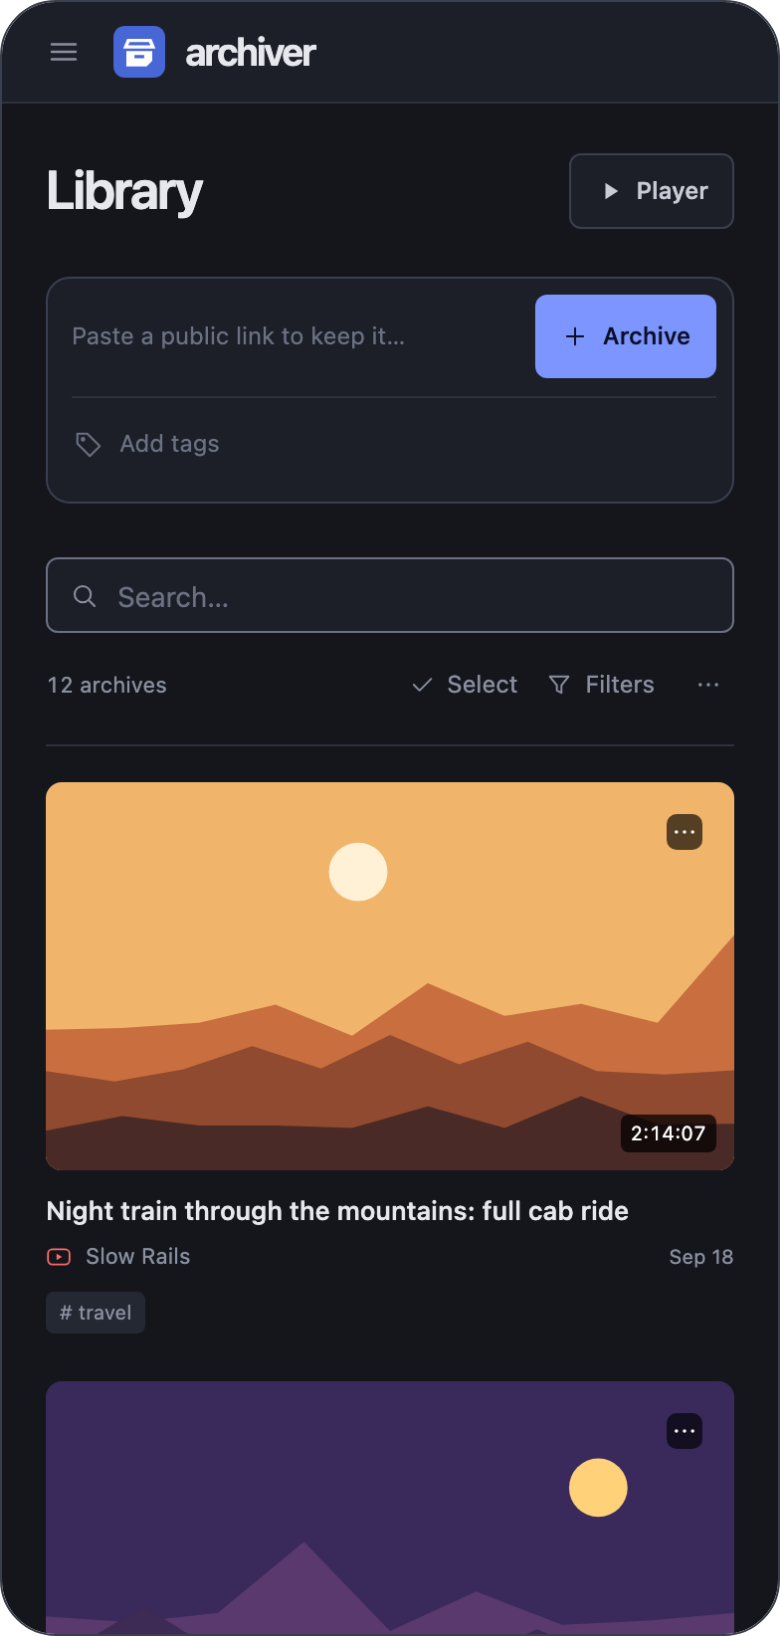 archiver
Library
Player
Paste a public link to keep it...
+ Archive
Add tags
Search...
12 archives
Select
Filters
...
...
2:14:07
Night train through the mountains: full cab ride
Slow Rails
Sep 18
# travel
...